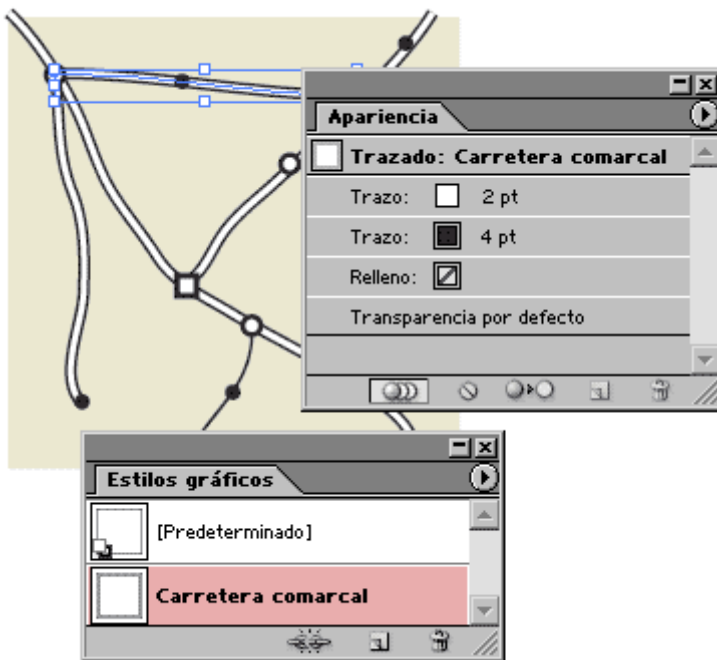 Apariencia
Trazado: Carretera comarcal
Trazo: 2 pt
Trazo: 4 pt
Relleno:
Transparencia por defecto
Estilos gráficos
[Predeterminado]
Carretera comarcal